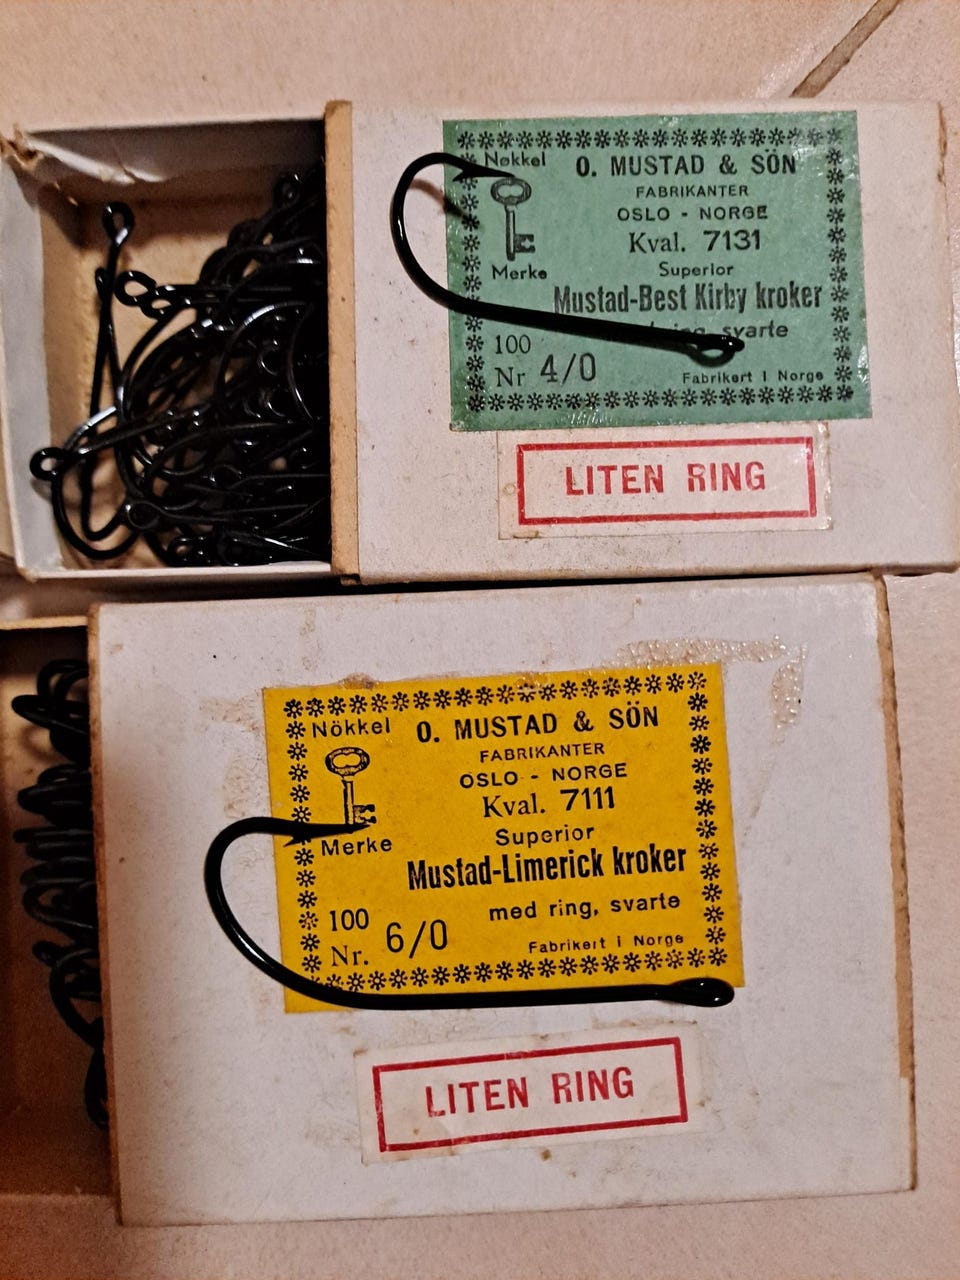 Nøkkel
O. MUSTAD & SÖN
FABRIKANTER
OSLO - NORGE
Kval. 7131
Merke
Superior
Mustad-Best Kirby kroker
ring, svarte
100
Nr 4/0
Fabrikert i Norge
LITEN RING
Nökkel
O. MUSTAD & SÖN
FABRIKANTER
OSLO - NORGE
Kval. 7111
Superior
Merke
Mustad-Limerick kroker
100
med ring, svarte
Nr. 6/0
Fabrikert i Norge
LITEN RING